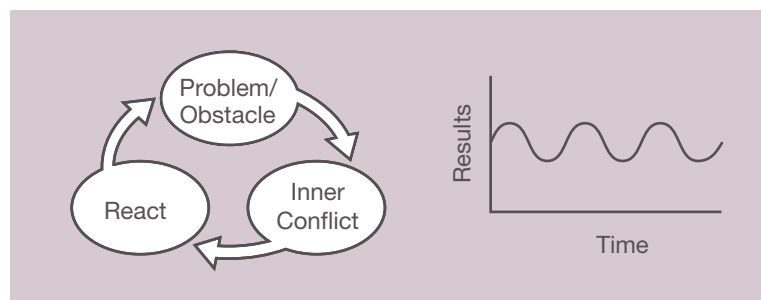 Problem/
Obstacle
Inner
Conflict
React
Results
Time